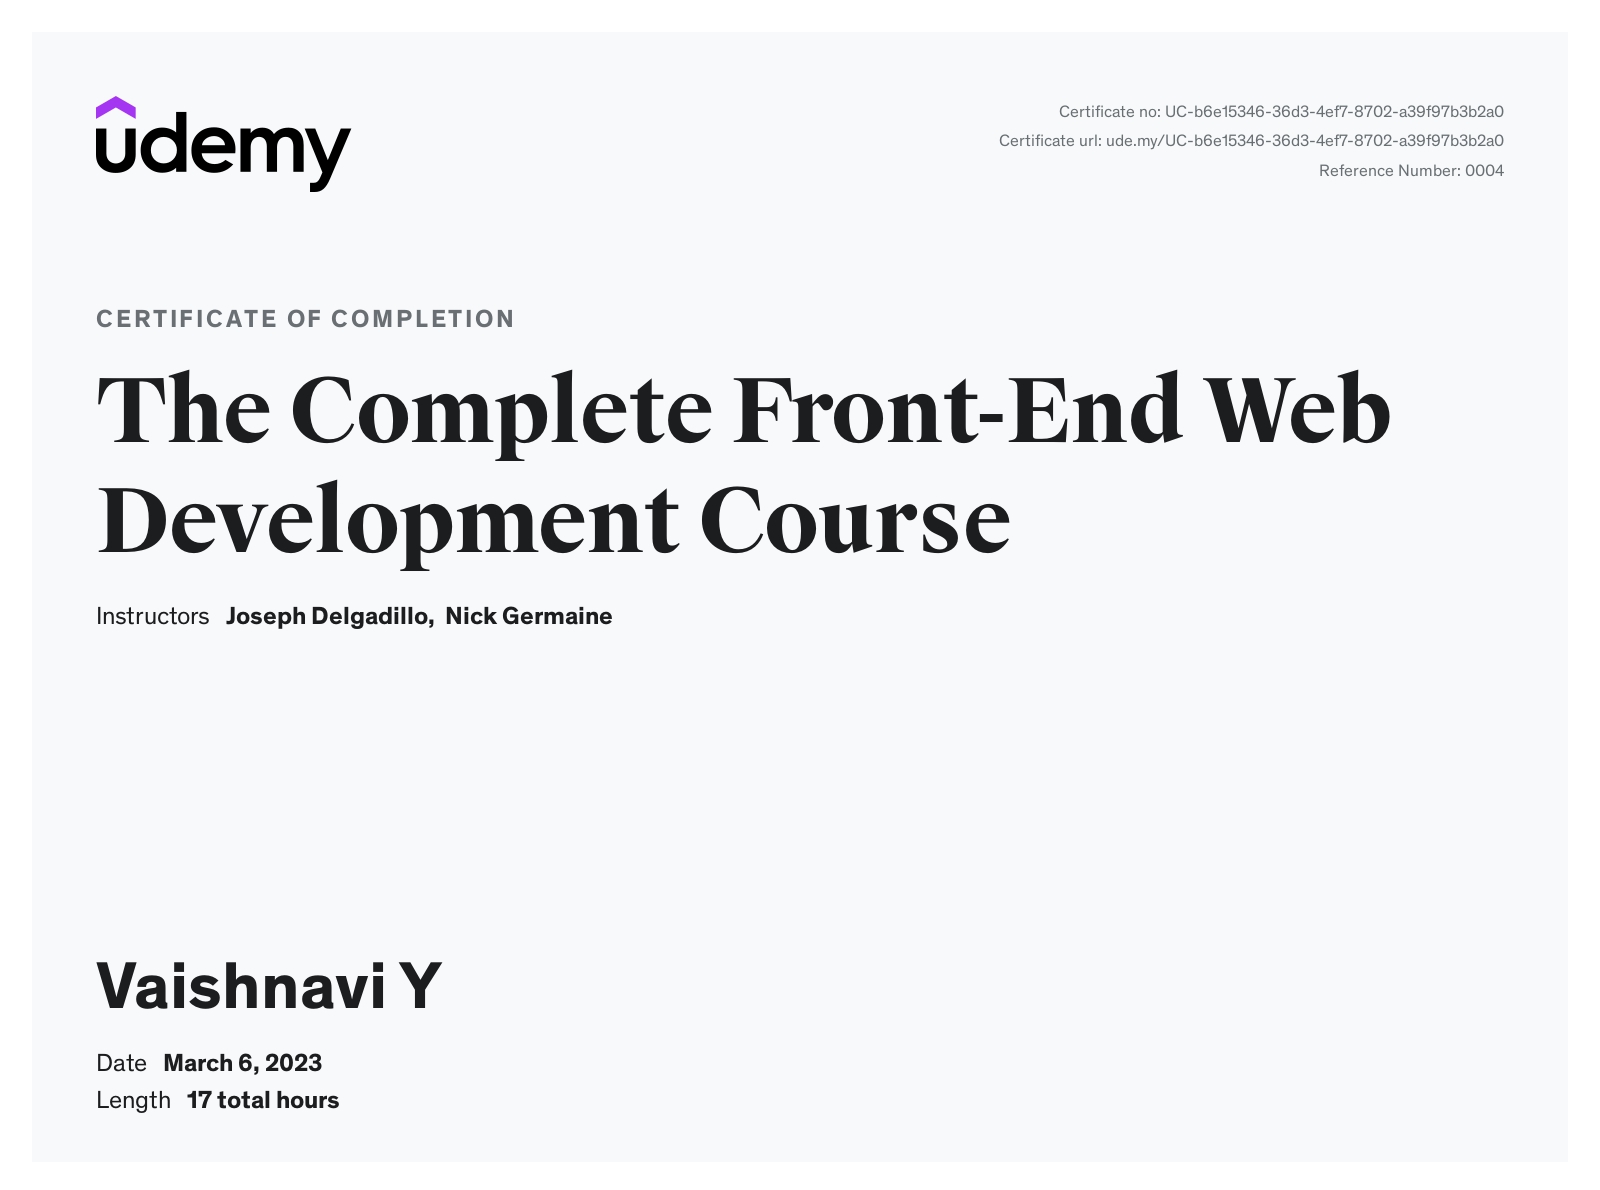 udemy
Certificate no: UC-b6e15346-36d3-4ef7-8702-a39f97b3b2a0
Certificate url: ude.my/UC-b6e15346-36d3-4ef7-8702-a39f97b3b2a0
Reference Number: 0004
CERTIFICATE OF COMPLETION
The Complete Front-End Web
Development Course
Instructors Joseph Delgadillo, Nick Germaine
Vaishnavi Y
Date March 6, 2023
Length 17 total hours